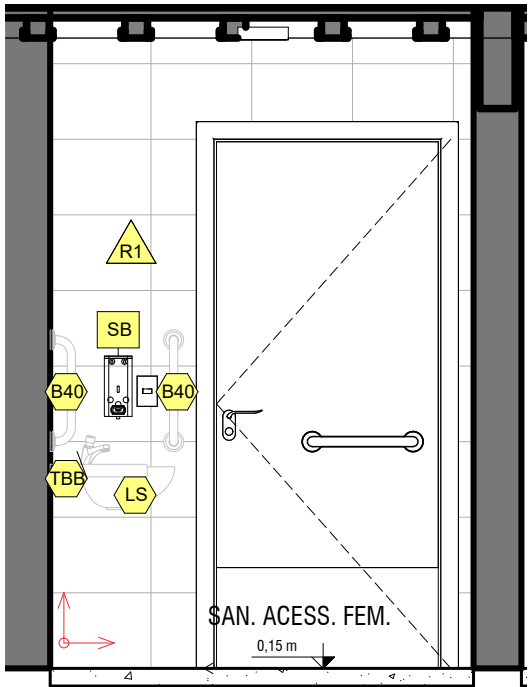 R1
SB
B40
B40
TBB
LS
SAN. ACESS. FEM.
0,15 m